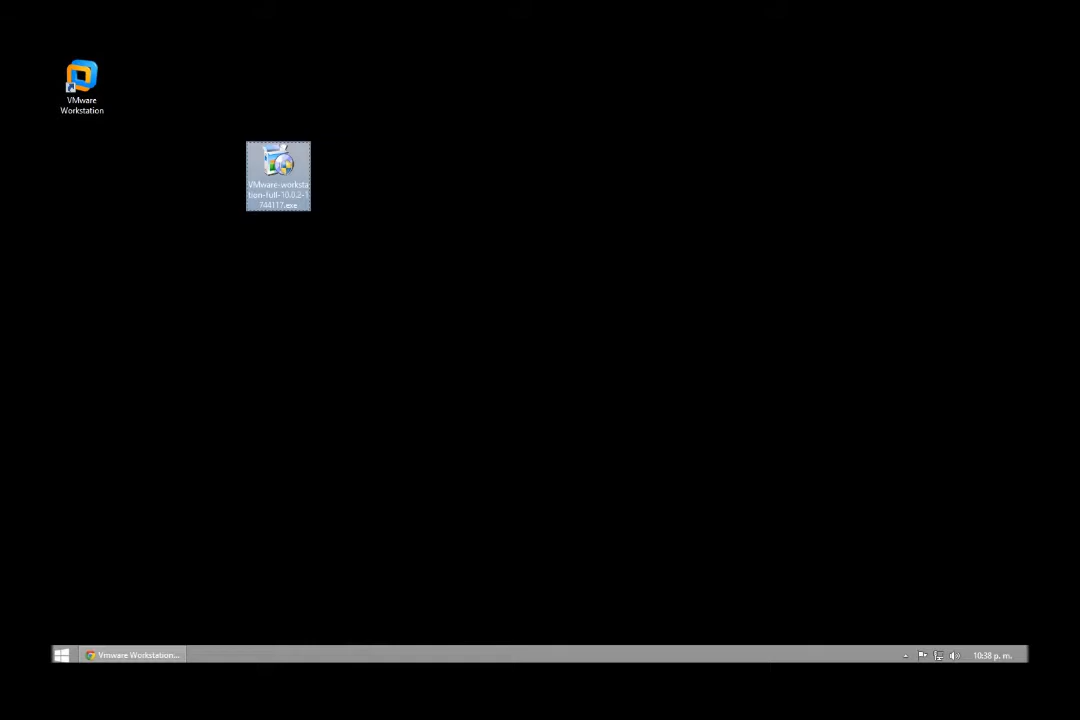 VMware
Workstation
VMware-worksta
tion-full-10.0.2-1
744117.exe
Vmware Workstation...
10:38 p. m.